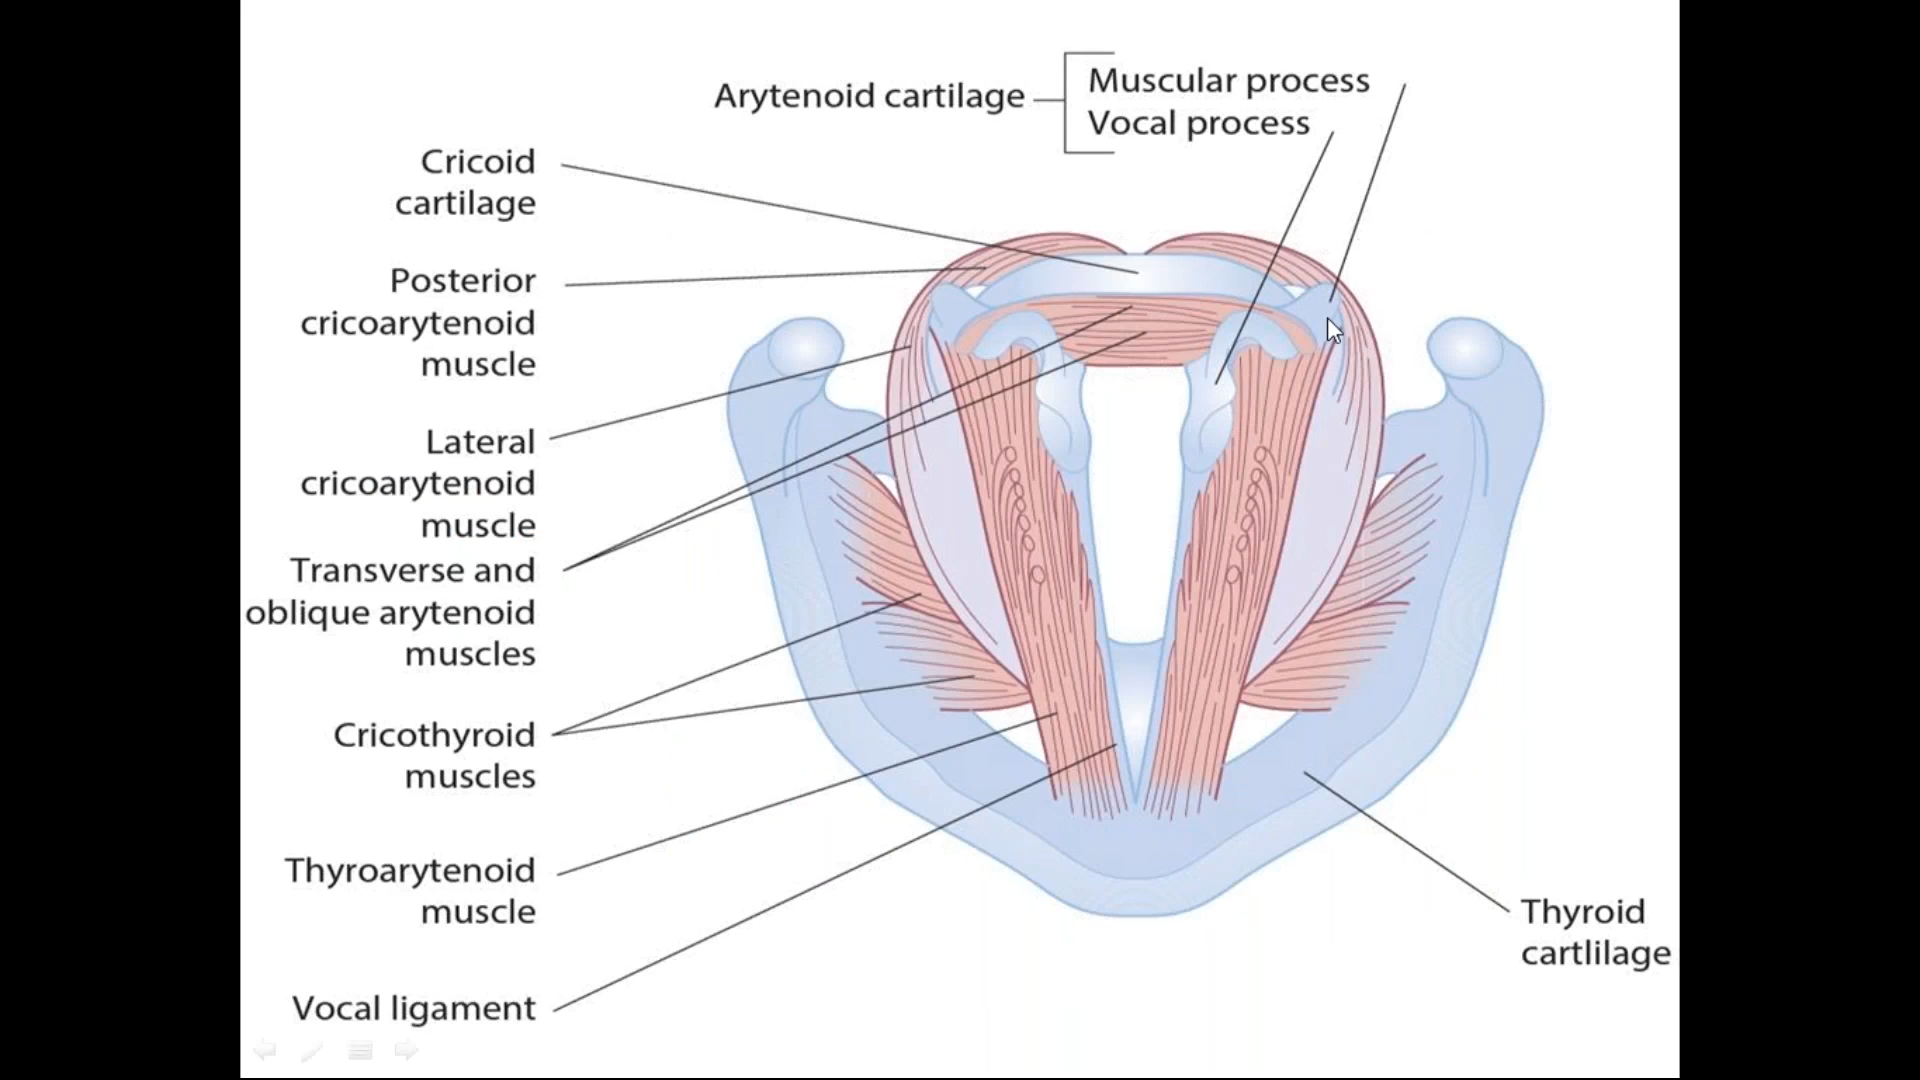 Arytenoid cartilage
Muscular process
Vocal process
Cricoid
cartilage
Posterior
cricoarytenoid
muscle
Lateral
cricoarytenoid
muscle
Transverse and
oblique arytenoid
muscles
Cricothyroid
muscles
Thyroarytenoid
muscle
Vocal ligament
Thyroid
cartlilage